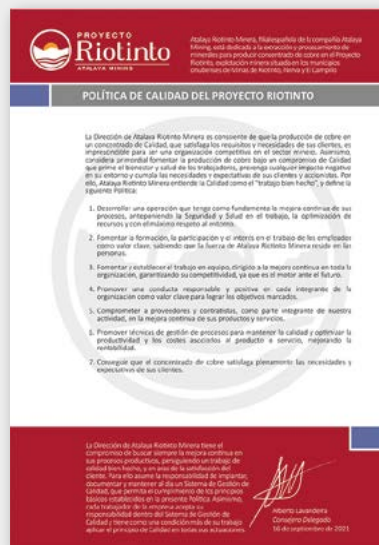 PROYECTO
Riotinto
ATALAYA MINING
Atalaya Riotinto Minera, filial española de la compañía Atalaya
Mining, está dedicada a la extracción y procesamiento de
minerales para producir concentrado de cobre en el Proyecto
Riotinto, explotación minera situada en los municipios
onubenses de Minas de Riotinto, Nerva y El Campillo
POLÍTICA DE CALIDAD DEL PROYECTO RIOTINTO
La Dirección de Atalaya Riotinto Minera es consciente de que la producción de cobre en
un concentrado de Calidad, que satisfaga los requisitos y necesidades de sus clientes, es
imprescindible para ser una organización competitiva en el sector minero. Asimismo,
considera primordial fomentar la producción de cobre bajo un compromiso de Calidad
que prime el bienestar y salud de los trabajadores, prevenga cualquier impacto negativo
en su entorno y cumpla las necesidades y expectativas de sus clientes y accionistas. Por
ello, Atalaya Riotinto Minera entiende la Calidad como el "trabajo bien hecho", y define la
siguiente Política:
1. Desarrollar una operación que tenga como fundamento la mejora continua de sus
procesos, anteponiendo la Seguridad y Salud en el trabajo, la optimización de
recursos y con el máximo respeto al entorno.
2. Fomentar la formación, la participación y el interés en el trabajo de los empleados
como valor clave, sabiendo que la fuerza de Atalaya Riotinto Minera reside en las
personas.
3. Fomentar y establecer el trabajo en equipo, dirigido a la mejora continua en toda la
organización, garantizando su competitividad, ya que es el motor ante el futuro.
4. Promover una conducta responsable y positiva en cada integrante de la
organización como valor clave para lograr los objetivos marcados.
5. Comprometer a proveedores y contratistas, como parte integrante de nuestra
actividad, en la mejora continua de sus productos y servicios.
6. Promover técnicas de gestión de procesos para mantener la calidad y optimizar la
productividad y los costes asociados al producto o servicio, mejorando la
rentabilidad.
7. Conseguir que el concentrado de cobre satisfaga plenamente las necesidades y
expectativas de sus clientes.
La Dirección de Atalaya Riotinto Minera tiene el
compromiso de buscar siempre la mejora continua en
sus procesos productivos, persiguiendo un trabajo de
calidad bien hecho, y en aras de la satisfacción del
cliente. Para ello asume la responsabilidad de implantar,
documentar y mantener al día un Sistema de Gestión de
Calidad, que permita el cumplimiento de los principios
básicos establecidos en la presente Política. Asimismo,
cada trabajador de la empresa acepta su
responsabilidad dentro del Sistema de Gestión de
Calidad y tiene como una condición más de su trabajo
aplicar el principio de Calidad en todas sus actuaciones.
Alberto Lavandeira
Consejero Delegado
16 de septiembre de 2021